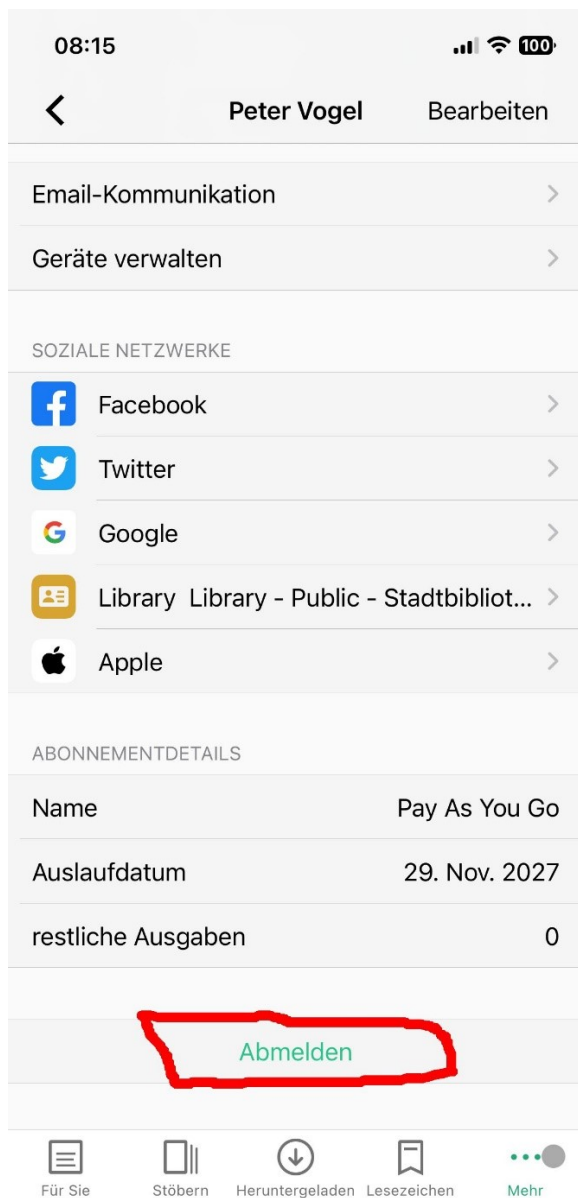 08:15
100
Peter Vogel
Bearbeiten
Email-Kommunikation
Geräte verwalten
SOZIALE NETZWERKE
Facebook
Twitter
Google
Library Library - Public - Stadtbibliot...
Apple
ABONNEMENTDETAILS
Name Pay As You Go
Auslaufdatum 29. Nov. 2027
restliche Ausgaben 0
Abmelden
Für Sie Stöbern Heruntergeladen Lesezeichen Mehr